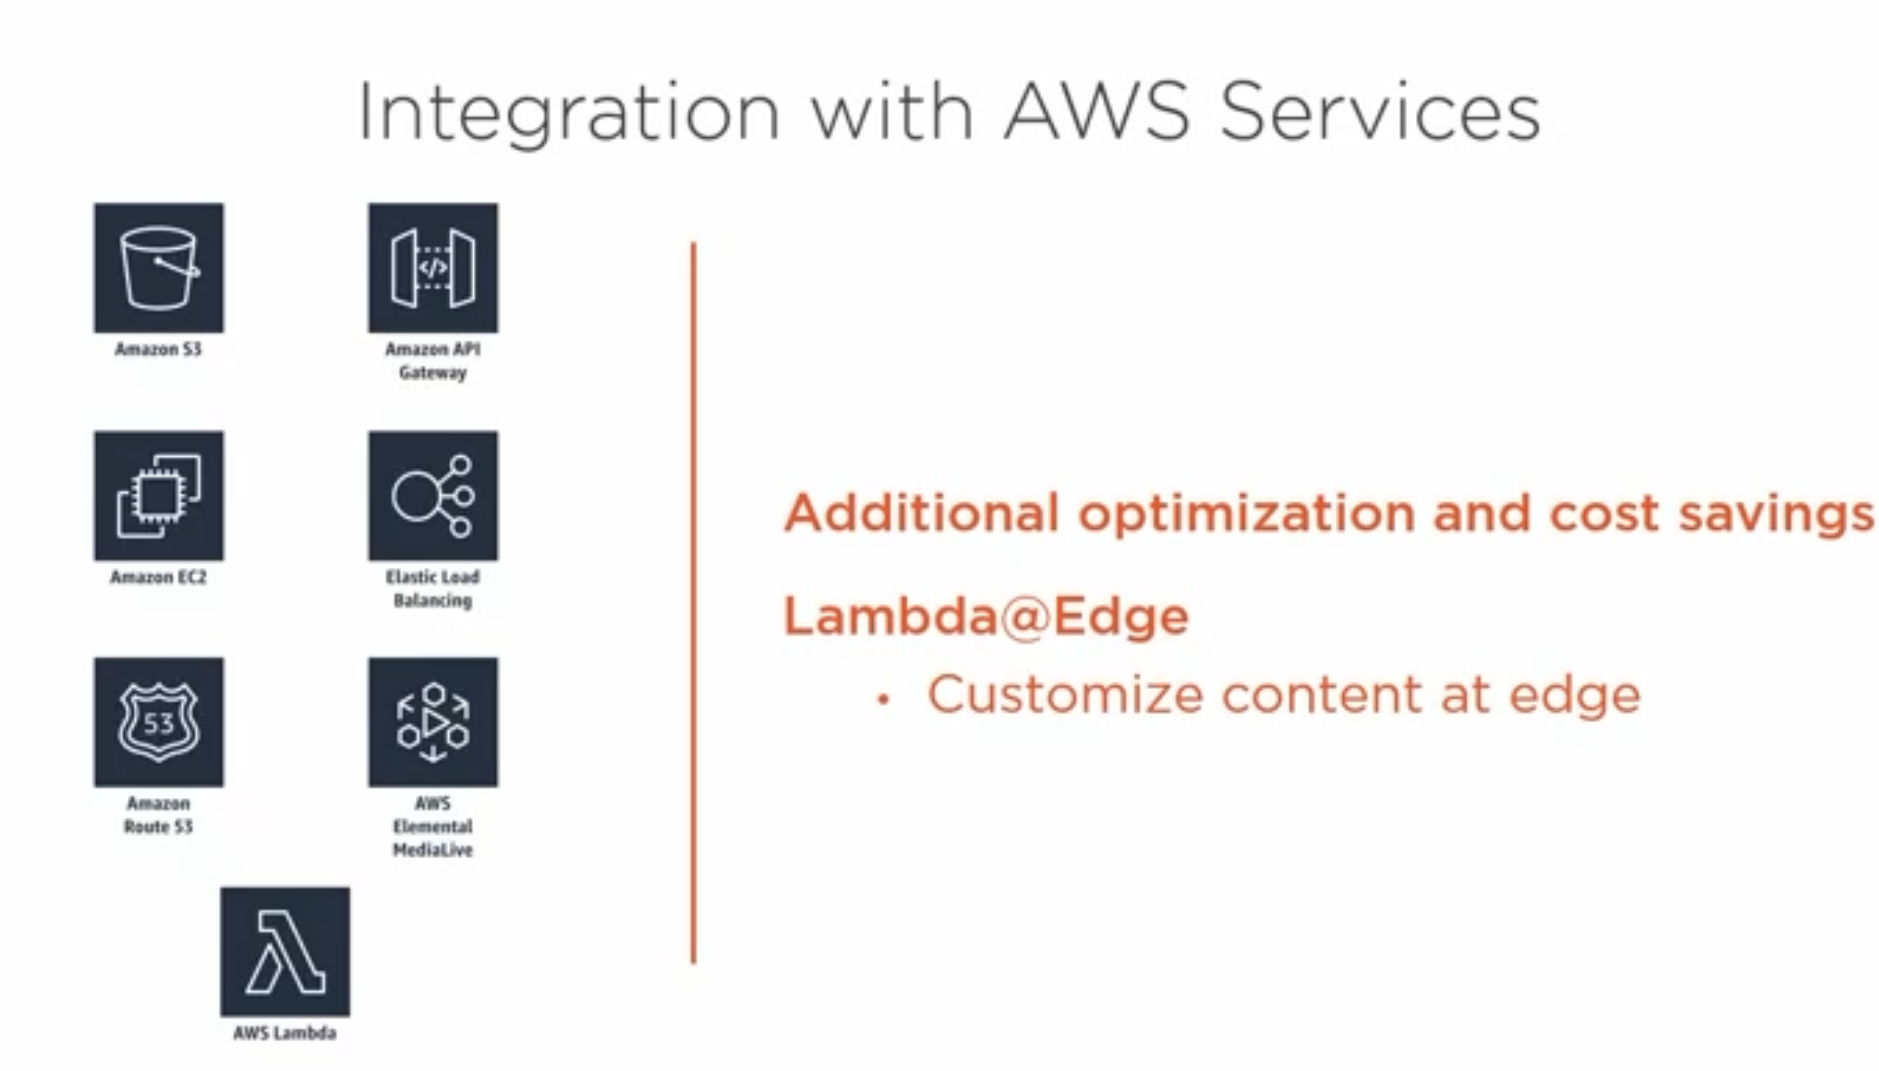 Integration with AWS Services
Amazon S3
Amazon API
Gateway
Amazon EC2
Elastic Load
Balancing
53
Amazon
Route 53
AWS
Elemental
MediaLive
AWS Lambda
Additional optimization and cost savings
Lambda@Edge
• Customize content at edge